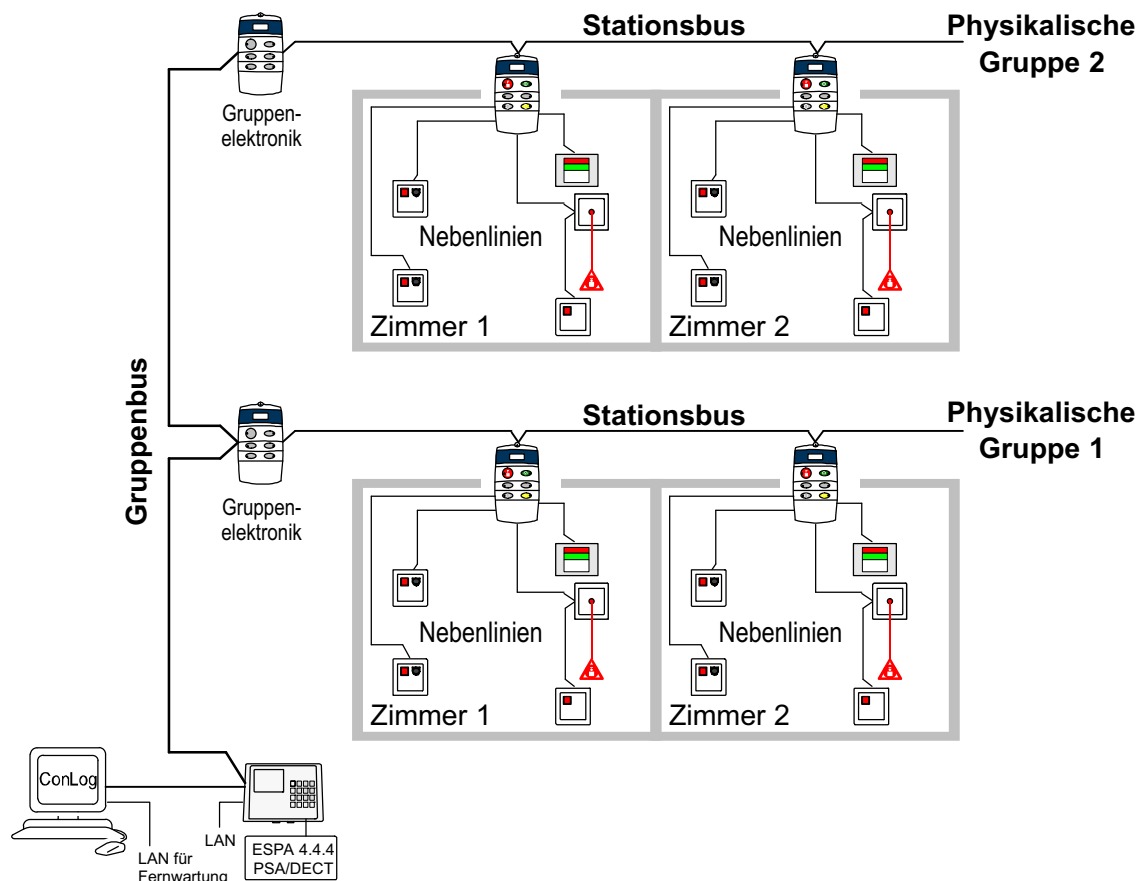 Stationsbus
Physikalische
Gruppe 2
Gruppen-
elektronik
Nebenlinien
Nebenlinien
Zimmer 1
Zimmer 2
Gruppenbus
Stationsbus
Physikalische
Gruppe 1
Gruppen-
elektronik
Nebenlinien
Nebenlinien
Zimmer 1
Zimmer 2
ConLog
LAN für
Fernwartung
LAN
ESPA 4.4.4
PSA/DECT